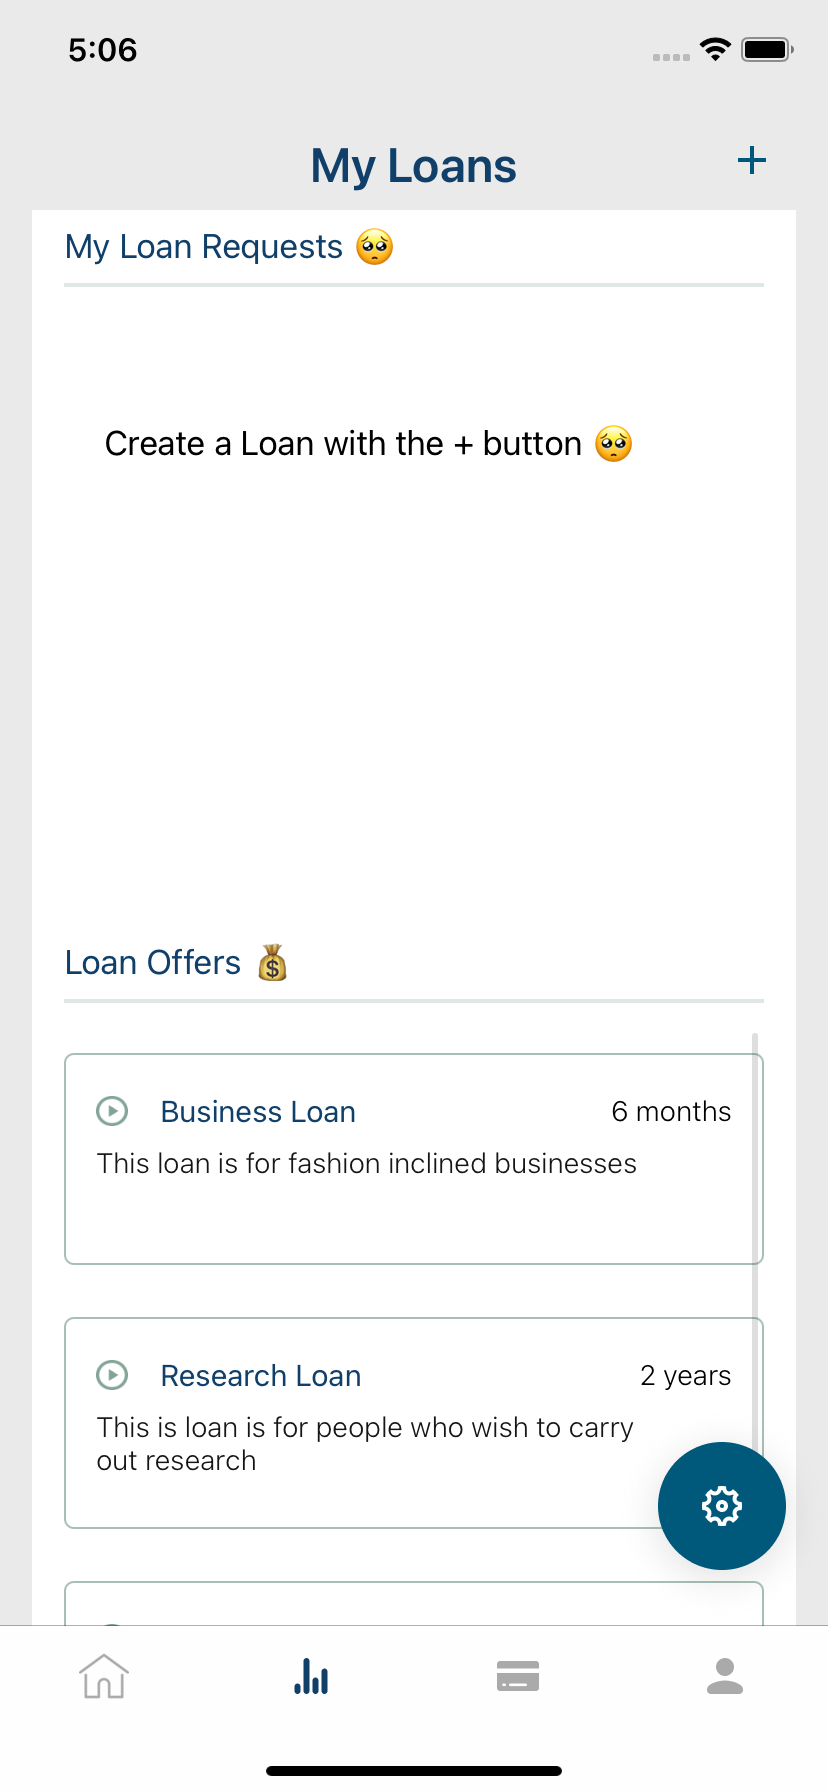 5:06
My Loans
+
My Loan Requests 🥺
Create a Loan with the + button 🥺
Loan Offers 💰
Business Loan 6 months
This loan is for fashion inclined businesses
Research Loan 2 years
This is loan is for people who wish to carry
out research